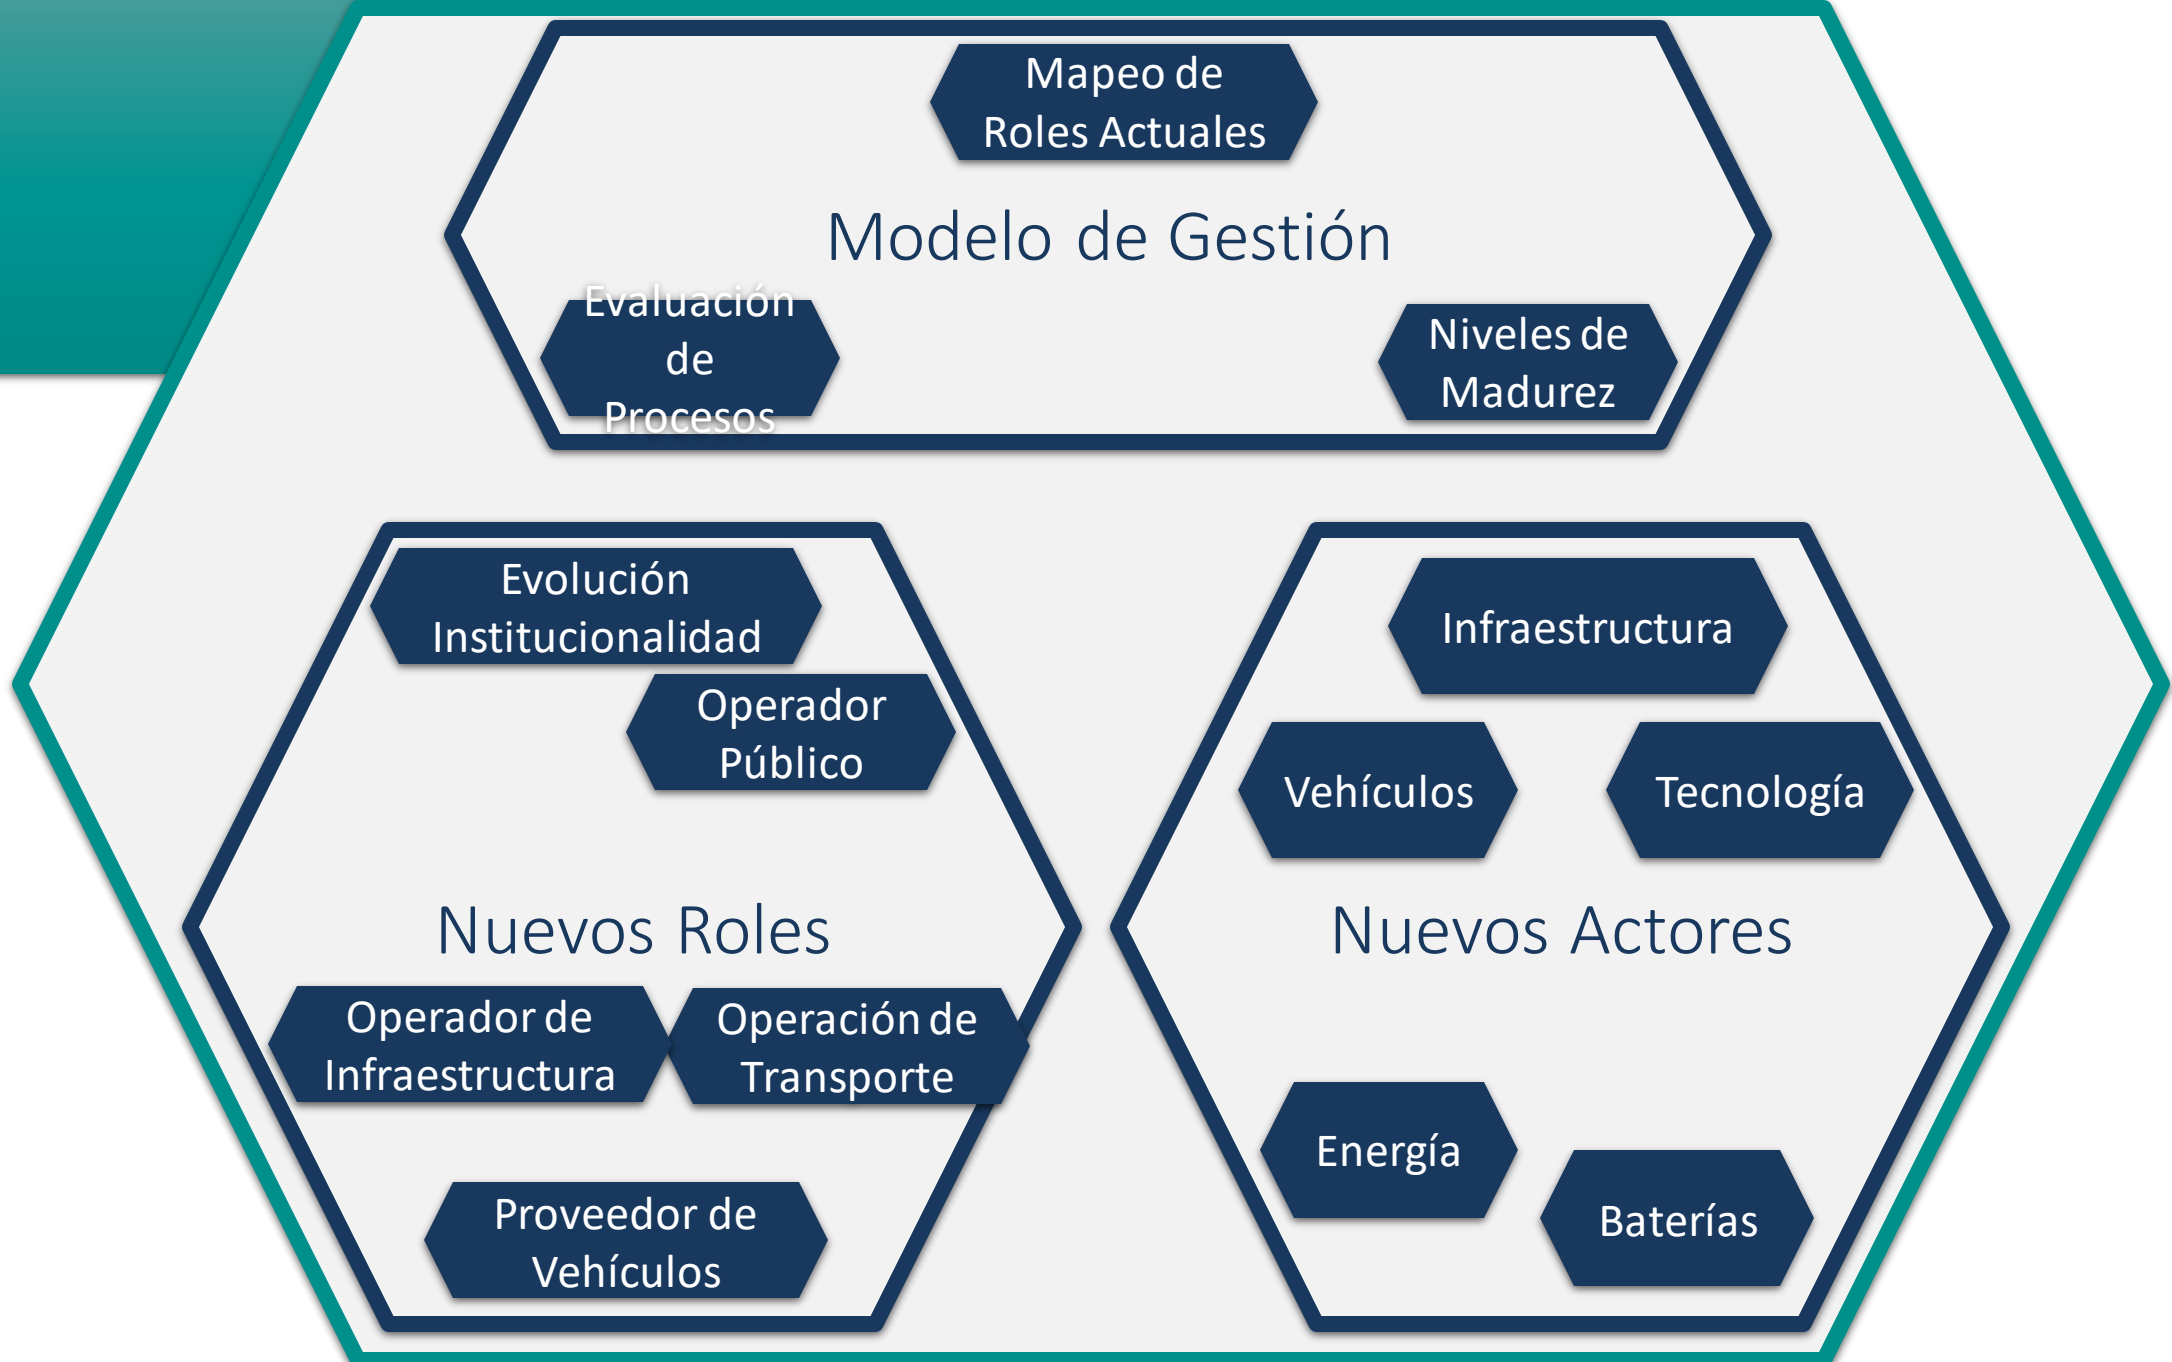 Mapeo de
Roles Actuales
Modelo de Gestión
Evaluación
de
Procesos
Niveles de
Madurez
Evolución
Institucionalidad
Operador
Público
Nuevos Roles
Operador de
Infraestructura
Operación de
Transporte
Proveedor de
Vehículos
Infraestructura
Vehículos
Tecnología
Nuevos Actores
Energía
Baterías